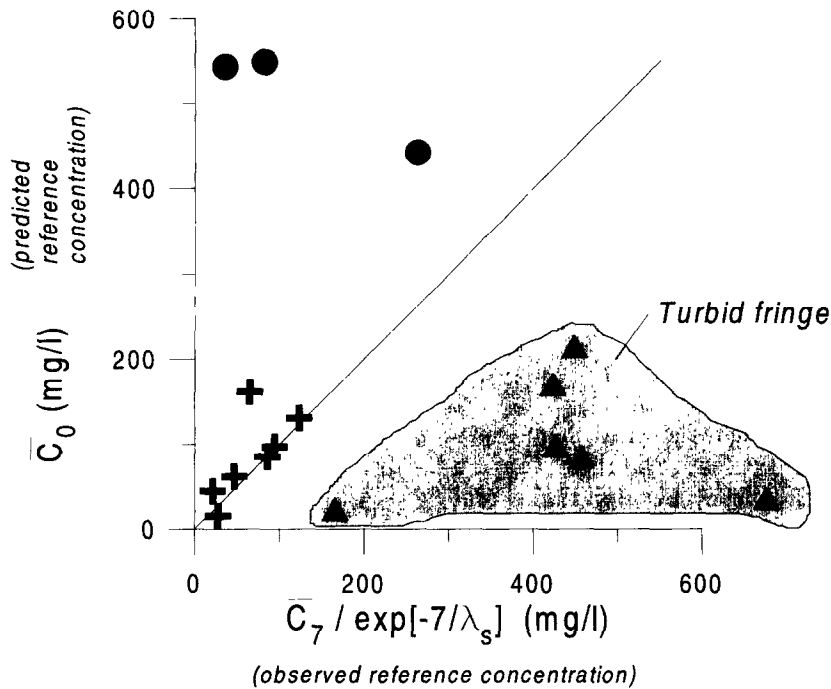 600
400
200
0
(predicted
reference
concentration)
C̅₀ (mg/l)
Turbid fringe
0 200 400 600
C̅₇ / exp[-7/λₛ] (mg/l)
(observed reference concentration)